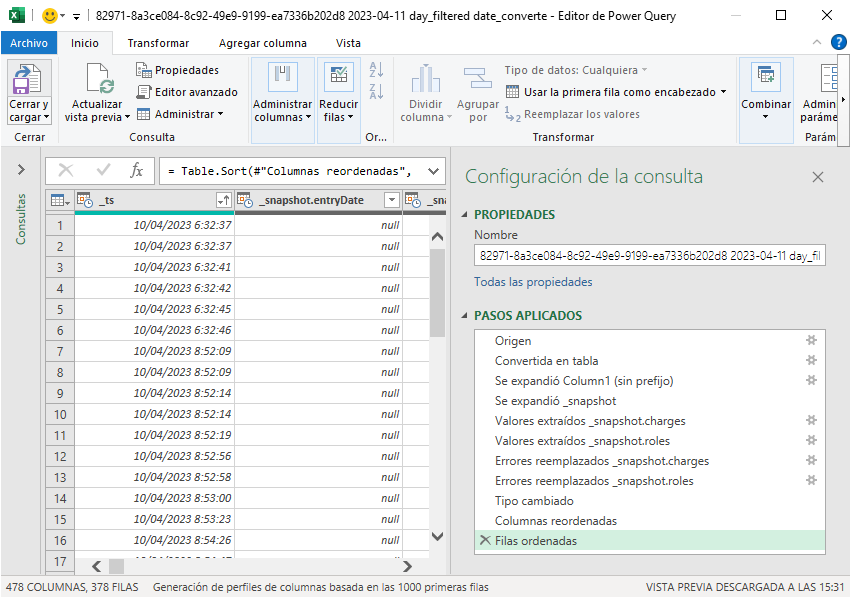 82971-8a3ce084-8c92-49e9-9199-ea7336b202d8 2023-04-11 day_filtered date_converte - Editor de Power Query
Archivo Inicio Transformar Agregar columna Vista
Cerrar y cargar
Cerrar
Actualizar vista previa
Propiedades
Editor avanzado
Administrar
Consulta
Administrar columnas
Reducir filas
Or...
Dividir columna
Agrupar por
Tipo de datos: Cualquiera
Usar la primera fila como encabezado
Reemplazar los valores
Transformar
Combinar
Admin
paráme
Parám
Consultas
fx = Table.Sort(#"Columnas reordenadas",
_ts _snapshot.entryDate _sna
1 10/04/2023 6:32:37 null
2 10/04/2023 6:32:37 null
3 10/04/2023 6:32:41 null
4 10/04/2023 6:32:42 null
5 10/04/2023 6:32:45 null
6 10/04/2023 6:32:46 null
7 10/04/2023 8:52:09 null
8 10/04/2023 8:52:09 null
9 10/04/2023 8:52:14 null
10 10/04/2023 8:52:14 null
11 10/04/2023 8:52:19 null
12 10/04/2023 8:52:56 null
13 10/04/2023 8:52:58 null
14 10/04/2023 8:53:00 null
15 10/04/2023 8:53:23 null
16 10/04/2023 8:54:26 null
17
Configuración de la consulta
PROPIEDADES
Nombre
82971-8a3ce084-8c92-49e9-9199-ea7336b202d8 2023-04-11 day_fil
Todas las propiedades
PASOS APLICADOS
Origen
Convertida en tabla
Se expandió Column1 (sin prefijo)
Se expandió _snapshot
Valores extraídos _snapshot.charges
Valores extraídos _snapshot.roles
Errores reemplazados _snapshot.charges
Errores reemplazados _snapshot.roles
Tipo cambiado
Columnas reordenadas
Filas ordenadas
478 COLUMNAS, 378 FILAS Generación de perfiles de columnas basada en las 1000 primeras filas VISTA PREVIA DESCARGADA A LAS 15:31